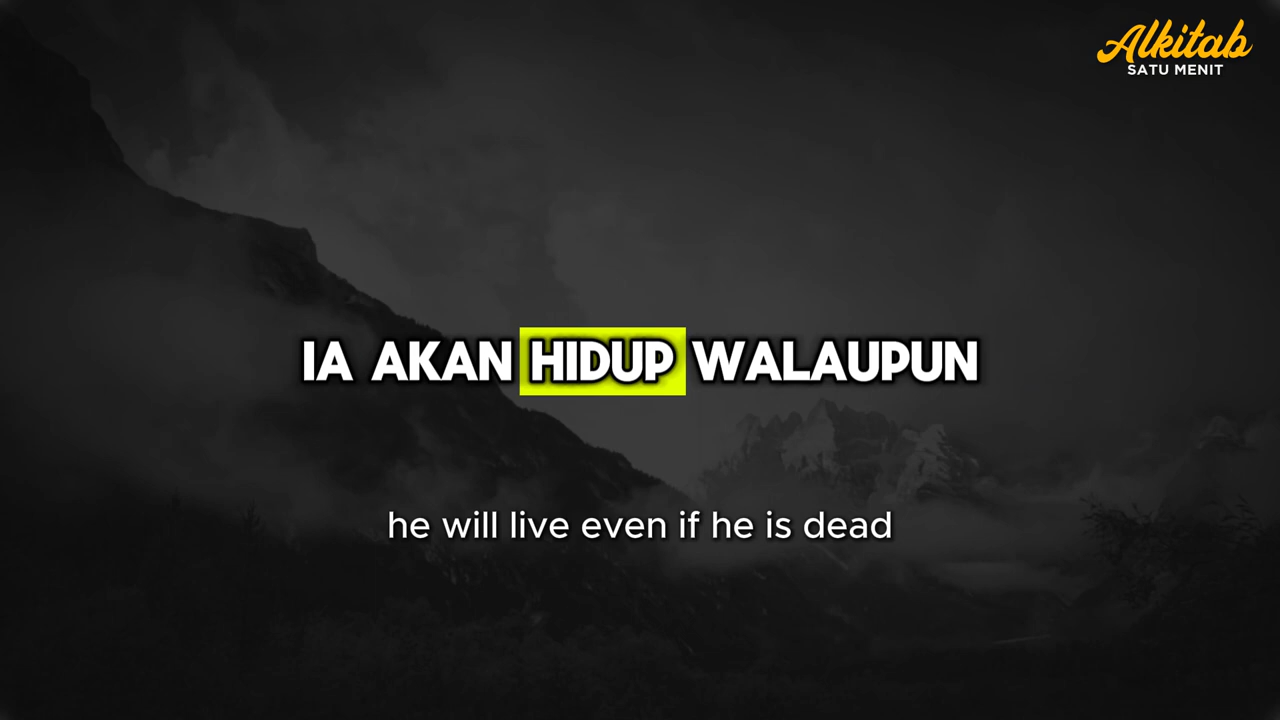 Alkitab
SATU MENIT
IA AKAN HIDUP WALAUPUN
he will live even if he is dead